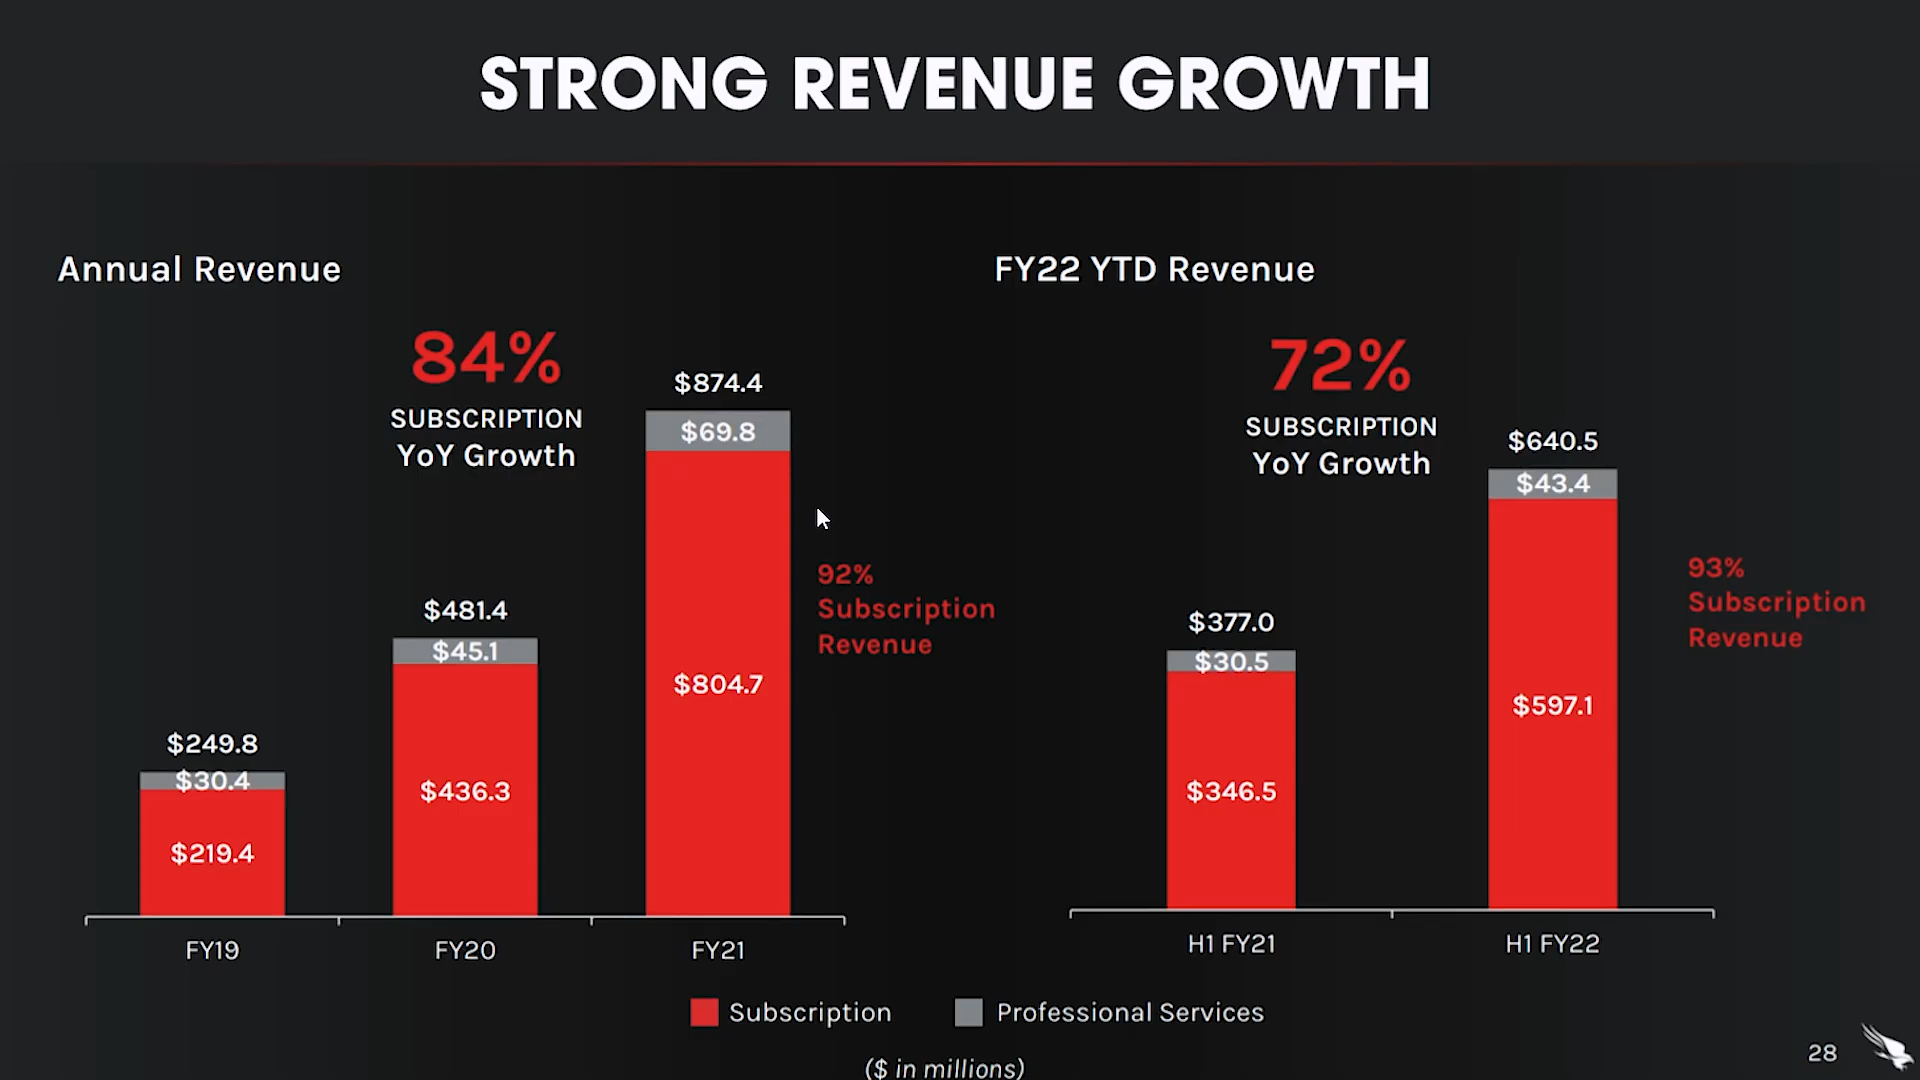 STRONG REVENUE GROWTH
Annual Revenue
84%
SUBSCRIPTION
YoY Growth
$874.4
$69.8
$804.7
92%
Subscription
Revenue
$481.4
$45.1
$436.3
$249.8
$30.4
$219.4
FY19
FY20
FY21
FY22 YTD Revenue
72%
SUBSCRIPTION
YoY Growth
$640.5
$43.4
$597.1
93%
Subscription
Revenue
$377.0
$30.5
$346.5
H1 FY21
H1 FY22
Subscription
Professional Services
($ in millions)
28